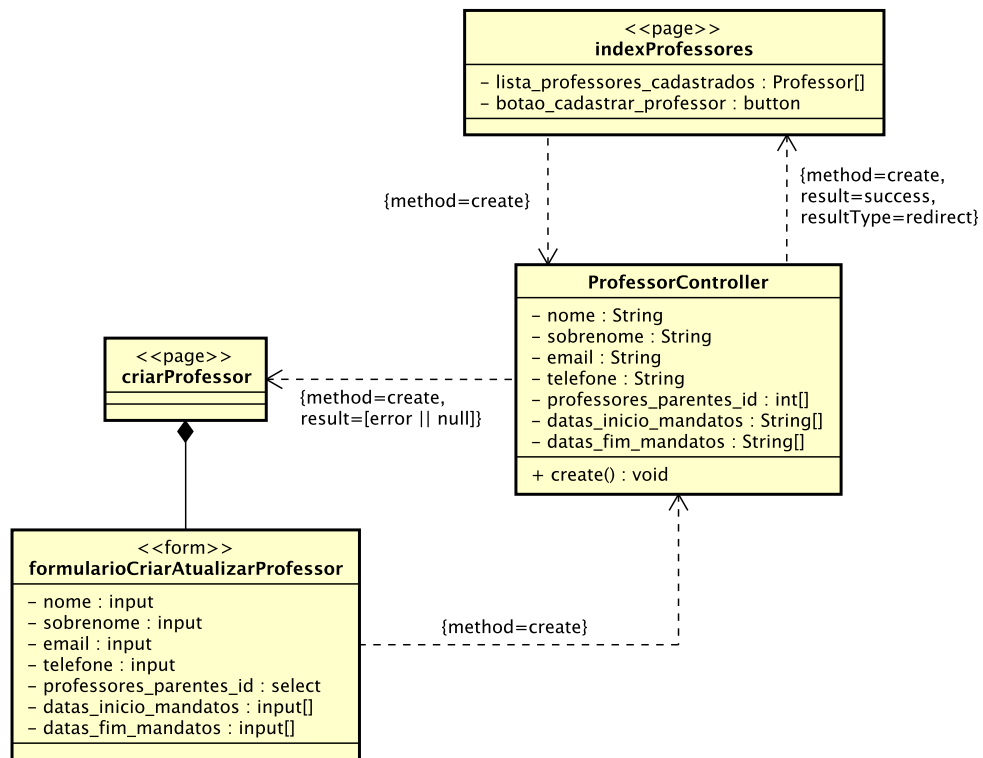 <<page>>
indexProfessores
- lista_professores_cadastrados : Professor[]
- botao_cadastrar_professor : button
{method=create}
{method=create,
result=success,
resultType=redirect}
ProfessorController
- nome : String
- sobrenome : String
- email : String
- telefone : String
- professores_parentes_id : int[]
- datas_inicio_mandatos : String[]
- datas_fim_mandatos : String[]
+ create() : void
<<page>>
criarProfessor
{method=create,
result=[error || null]}
<<form>>
formularioCriarAtualizarProfessor
- nome : input
- sobrenome : input
- email : input
- telefone : input
- professores_parentes_id : select
- datas_inicio_mandatos : input[]
- datas_fim_mandatos : input[]
{method=create}